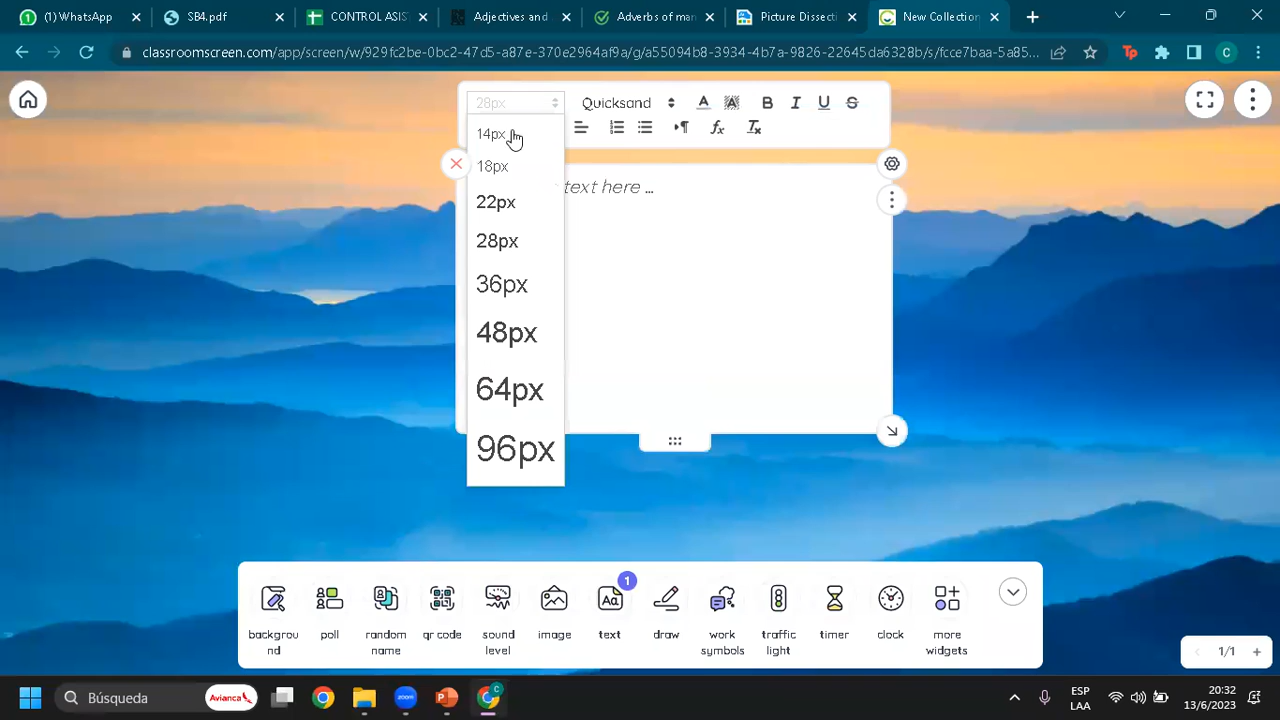 (1) WhatsApp
SB4.pdf
CONTROL ASIS
Adjectives and
Adverbs of man
Picture Dissecti
New Collection
classroomscreen.com/app/screen/w/929fc2be-0bc2-47d5-a87e-370e2964af9a/g/a55094b8-3934-4b7a-9826-22645da6328b/s/fcce7baa-5a85...
28px
Quicksand
14px
18px
22px
28px
36px
48px
64px
96px
text here ...
backgrou
nd
poll
random
name
qr code
sound
level
image
1
text
draw
work
symbols
traffic
light
timer
clock
more
widgets
1/1
Búsqueda
Avianca
ESP
LAA
20:32
13/6/2023